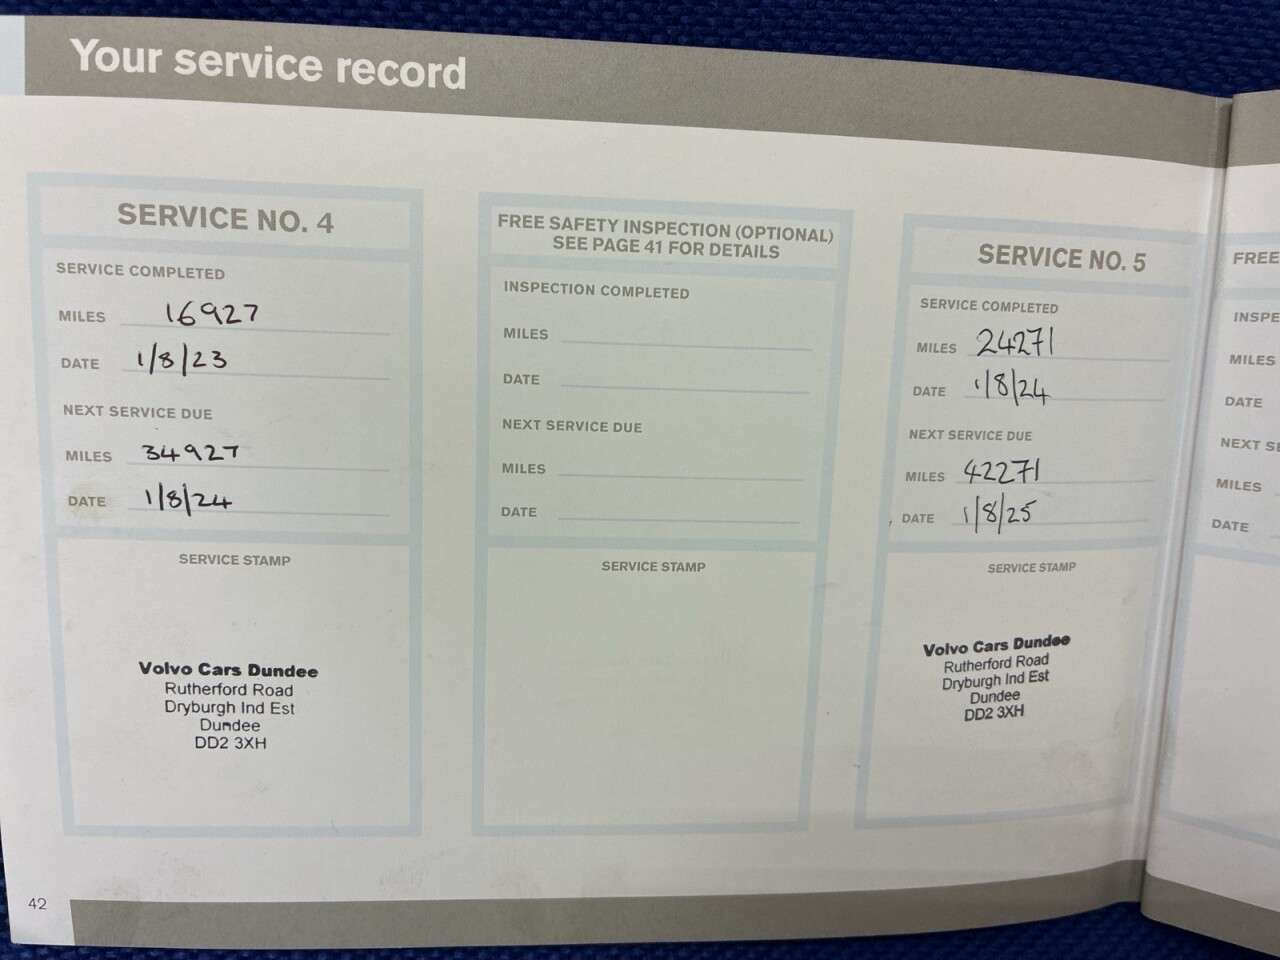 Your service record
SERVICE NO. 4
SERVICE COMPLETED
MILES 16927
DATE 1/8/23
NEXT SERVICE DUE
MILES 34927
DATE 1/8/24
SERVICE STAMP
Volvo Cars Dundee
Rutherford Road
Dryburgh Ind Est
Dundee
DD2 3XH
FREE SAFETY INSPECTION (OPTIONAL)
SEE PAGE 41 FOR DETAILS
INSPECTION COMPLETED
MILES
DATE
NEXT SERVICE DUE
MILES
DATE
SERVICE STAMP
SERVICE NO. 5
SERVICE COMPLETED
MILES 24271
DATE 1/8/24
NEXT SERVICE DUE
MILES 42271
DATE 1/8/25
SERVICE STAMP
Volvo Cars Dundee
Rutherford Road
Dryburgh Ind Est
Dundee
DD2 3XH
FREE
INSPE
MILES
DATE
NEXT SE
MILES
DATE
42